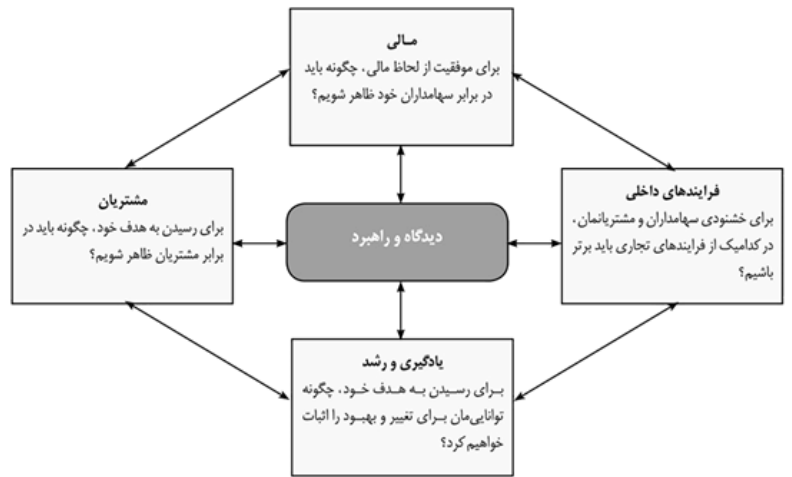 مـالی
برای موفقیت از لحاظ مالی، چگونه باید
در برابر سهامداران خود ظاهر شویم؟
فرایندهای داخلی
برای خشنودی سهامداران و مشتریانمان،
در کدامیک از فرایندهای تجاری باید برتر
باشیم؟
دیدگاه و راهبرد
مشتریان
برای رسیدن به هدف خود، چگونه باید در
برابر مشتریان ظاهر شویم؟
یادگیری و رشد
بـرای رسیـدن بـه هـدف خـود، چگونه
توانایی‌مان بـرای تغییر و بهبـود را اثبات
خواهیم کرد؟